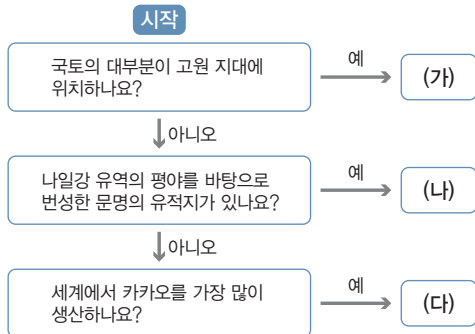 시작
국토의 대부분이 고원 지대에
위치하나요?
예
(가)
아니오
나일강 유역의 평야를 바탕으로
번성한 문명의 유적지가 있나요?
예
(나)
아니오
세계에서 카카오를 가장 많이
생산하나요?
예
(다)